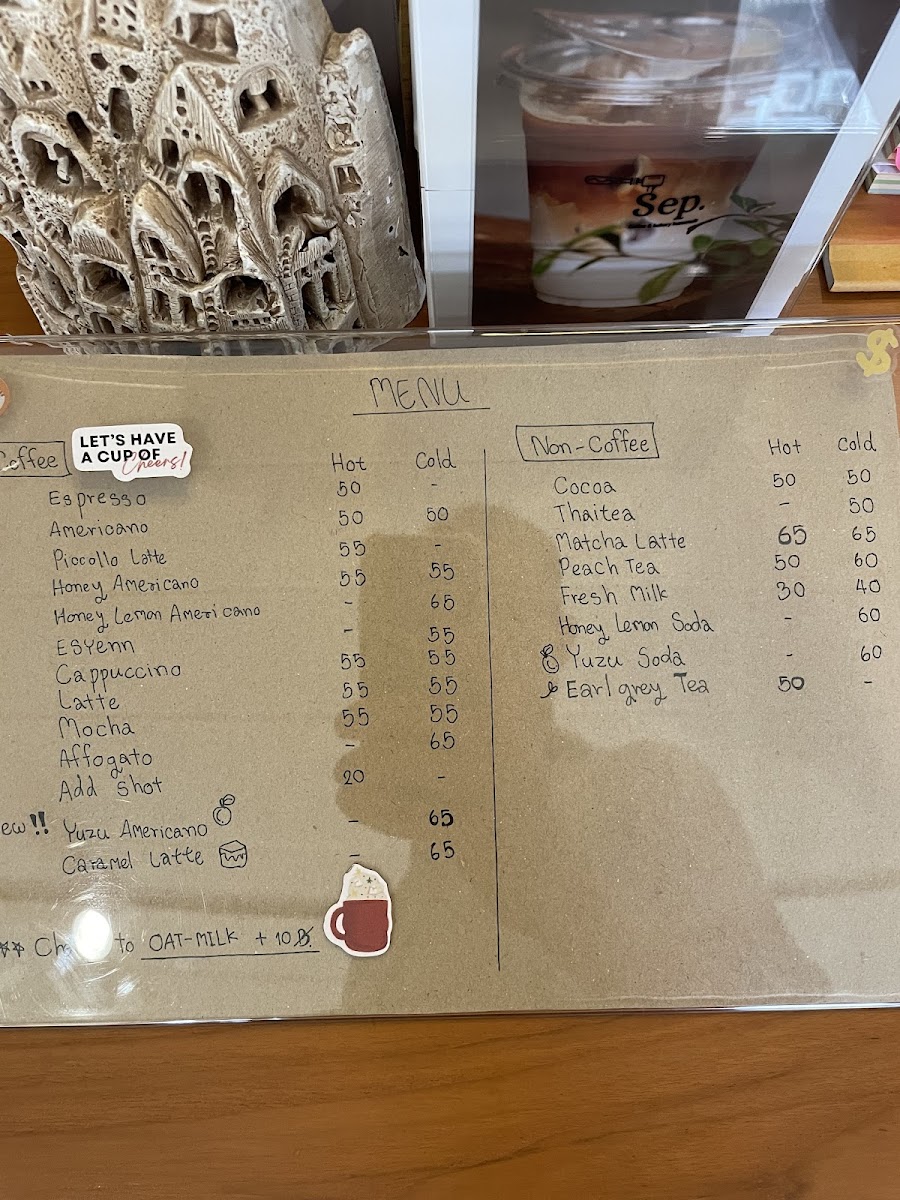 Sep.
MENU
Coffee
LET'S HAVE
A CUP OF
Cheers!
Hot Cold
Espresso 50 -
Americano 50 50
Piccollo Latte 55 -
Honey Americano 55 55
Honey Lemon Americano - 65
ESYenn - 55
Cappuccino 55 55
Latte 55 55
Mocha 55 55
Affogato - 65
Add shot 20 -
ew!! Yuzu Americano - 65
Caramel Latte - 65
to OAT-MILK + 10 ฿.
Non-Coffee Hot Cold
Cocoa 50 50
Thaitea - 50
Matcha Latte 65 65
Peach Tea 50 60
Fresh Milk 30 40
Honey Lemon Soda - 60
Yuzu Soda - 60
Earl grey Tea 50 -